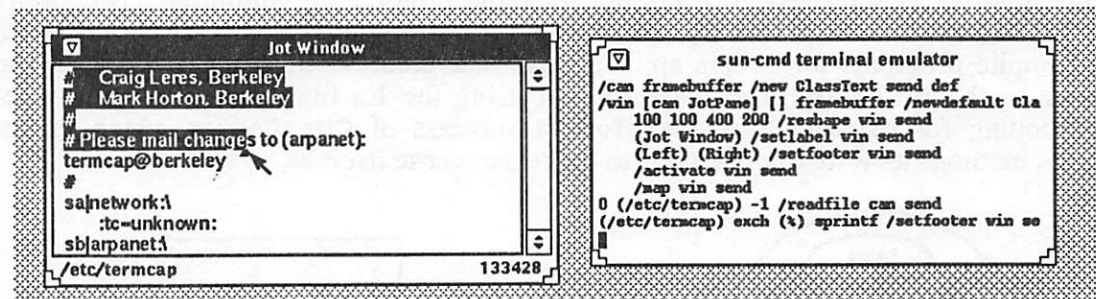 Jot Window
# Craig Leres, Berkeley
# Mark Horton, Berkeley
#
# Please mail changes to (arpanet):
termcap@berkeley
#
sa|network:\
:tc=unknown:
sb|arpanet:\
/etc/termcap 133428
sun-cmd terminal emulator
/can framebuffer /new ClassText send def
/win [can JotPane] [] framebuffer /newdefault Cla
100 100 400 200 /reshape win send
(Jot Window) /setlabel win send
(Left) (Right) /setfooter win send
/activate win send
/map win send
0 (/etc/termcap) -1 /readfile can send
(/etc/termcap) exch (%) sprintf /setfooter win se